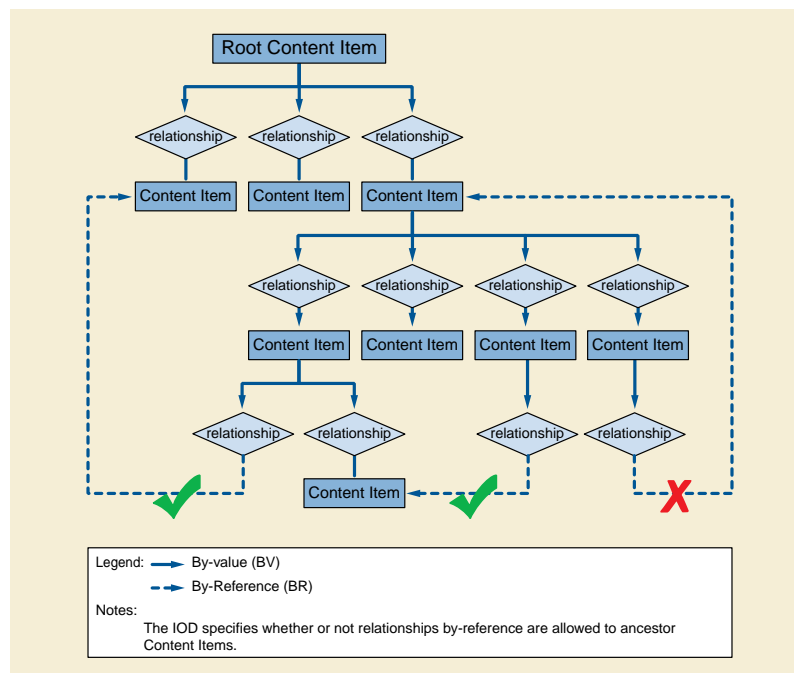 Root Content Item
relationship
relationship
relationship
Content Item
Content Item
Content Item
relationship
relationship
relationship
relationship
Content Item
Content Item
Content Item
Content Item
relationship
relationship
relationship
relationship
Content Item
X
Legend: By-value (BV)
By-Reference (BR)
Notes:
The IOD specifies whether or not relationships by-reference are allowed to ancestor
Content Items.